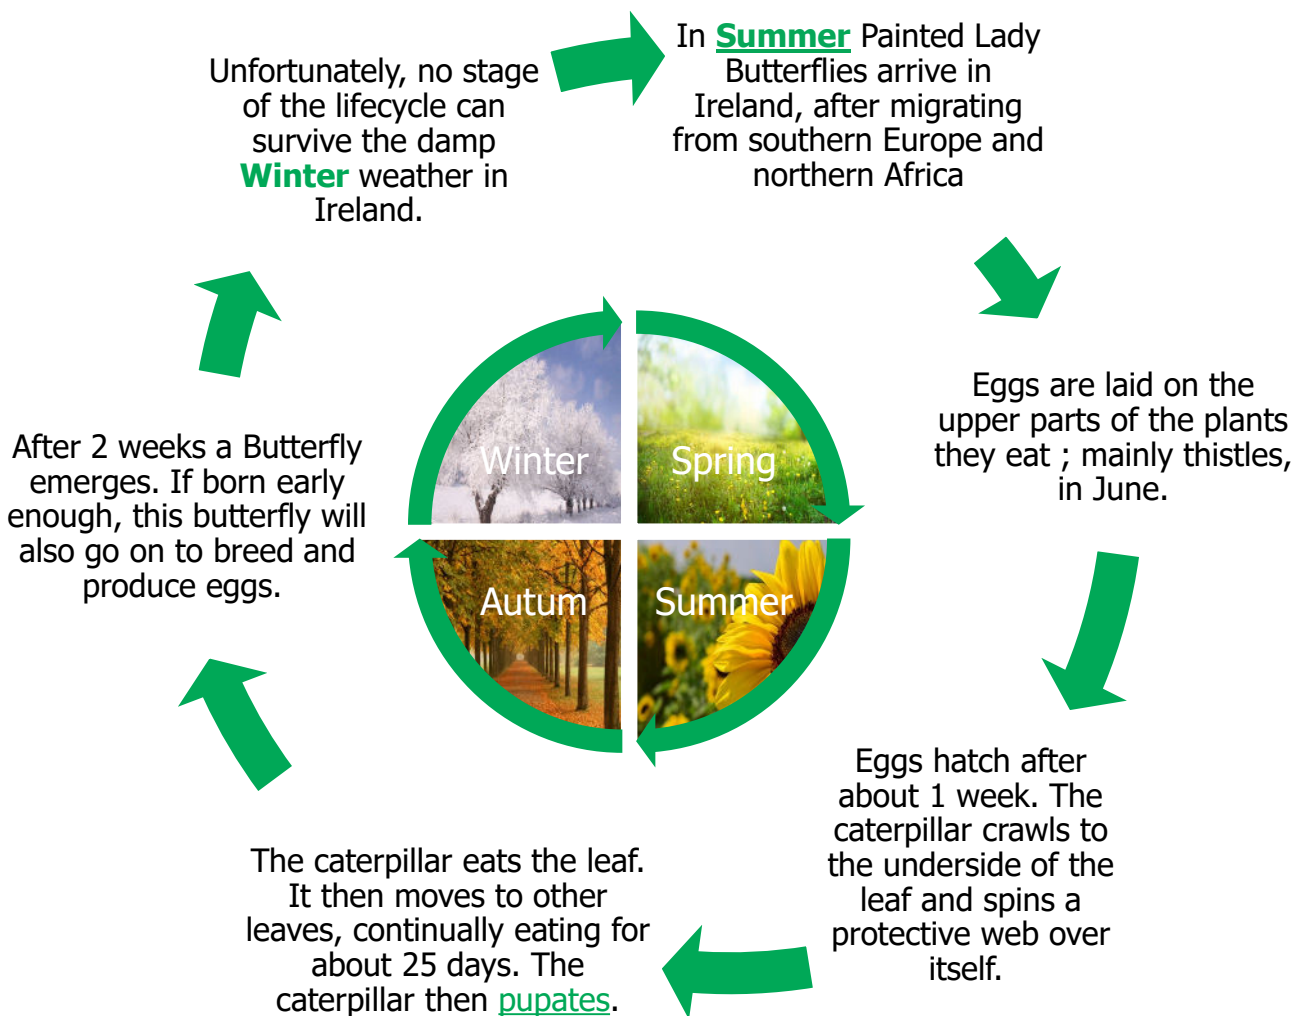 In Summer Painted Lady
Butterflies arrive in
Ireland, after migrating
from southern Europe and
northern Africa
Eggs are laid on the
upper parts of the plants
they eat ; mainly thistles,
in June.
Eggs hatch after
about 1 week. The
caterpillar crawls to
the underside of the
leaf and spins a
protective web over
itself.
The caterpillar eats the leaf.
It then moves to other
leaves, continually eating for
about 25 days. The
caterpillar then pupates.
After 2 weeks a Butterfly
emerges. If born early
enough, this butterfly will
also go on to breed and
produce eggs.
Unfortunately, no stage
of the lifecycle can
survive the damp
Winter weather in
Ireland.
Winter
Spring
Autum
Summer